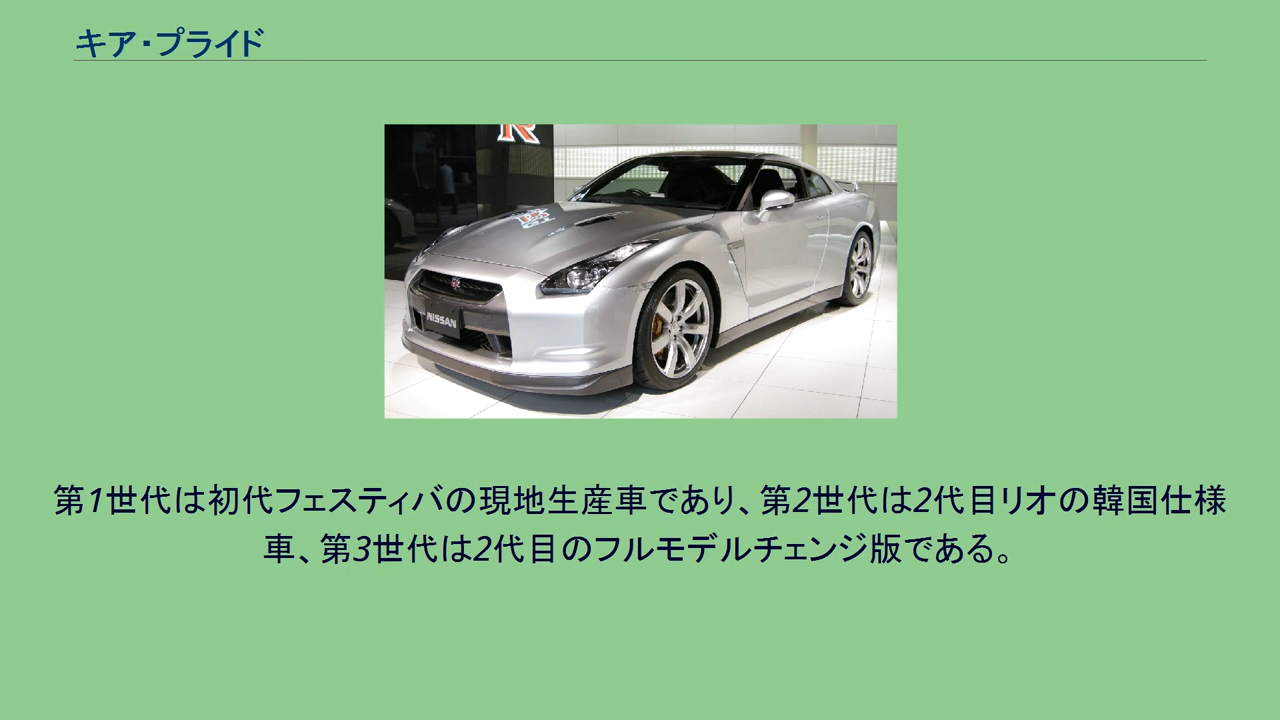 キア・プライド
R
NISSAN
第1世代は初代フェスティバの現地生産車であり、第2世代は2代目リオの韓国仕様
車、第3世代は2代目のフルモデルチェンジ版である。